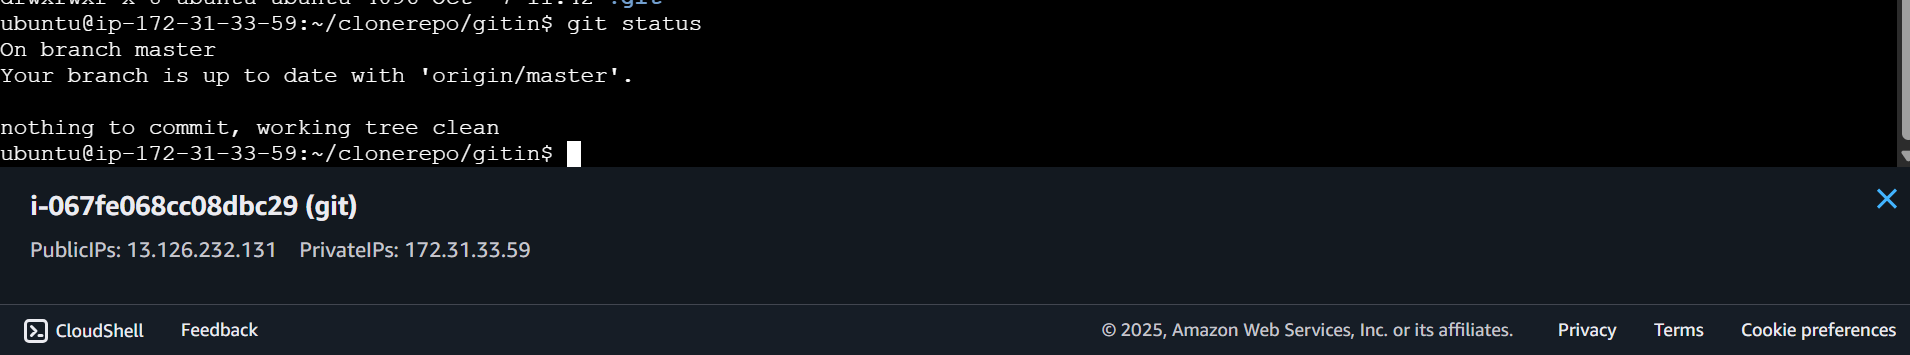 ubuntu@ip-172-31-33-59:~/clonerepo/gitin$ git status
On branch master
Your branch is up to date with 'origin/master'.
nothing to commit, working tree clean
ubuntu@ip-172-31-33-59:~/clonerepo/gitin$
i-067fe068cc08dbc29 (git)
PublicIPs: 13.126.232.131 PrivateIPs: 172.31.33.59
CloudShell Feedback © 2025, Amazon Web Services, Inc. or its affiliates. Privacy Terms Cookie preferences